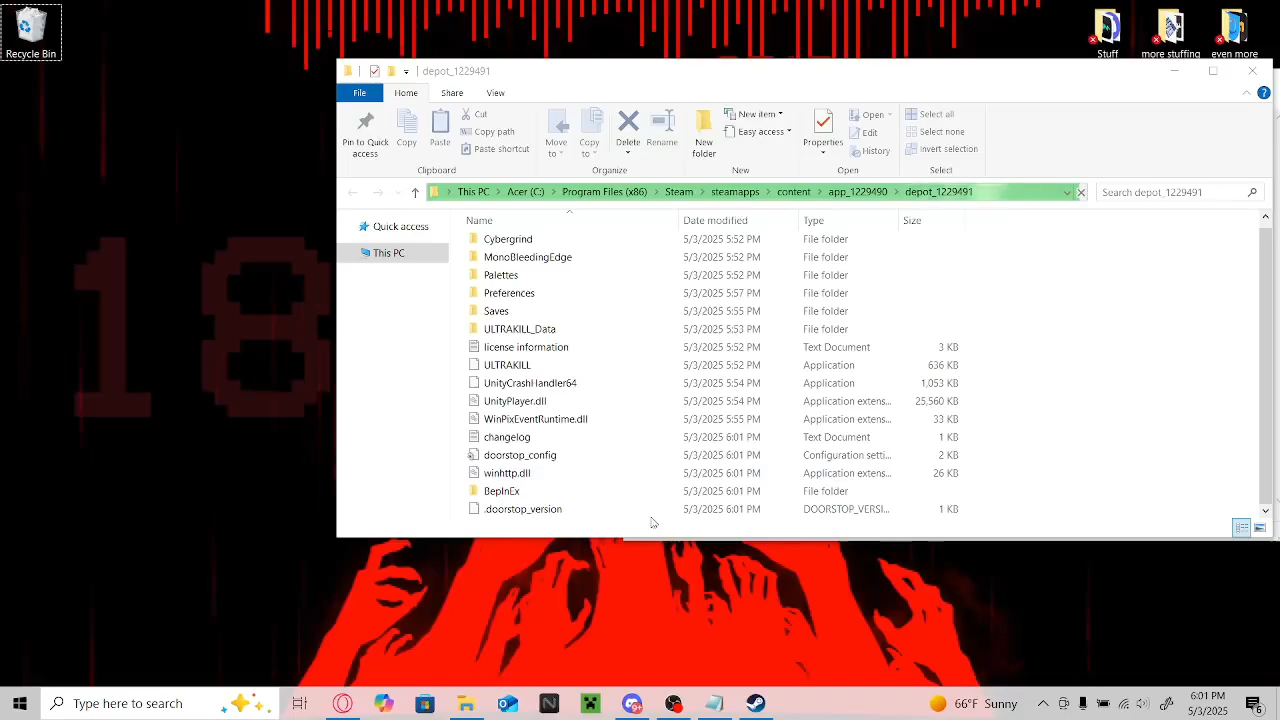 Recycle Bin
Stuff
more stuffing
even more
18
depot_1229491
File
Home
Share
View
Pin to Quick access
Copy
Paste
Cut
Copy path
Paste shortcut
Clipboard
Move to
Copy to
Delete
Rename
Organize
New folder
New item
Easy access
New
Properties
Open
Edit
History
Open
Select all
Select none
Invert selection
Select
This PC > Acer (C:) > Program Files (x86) > Steam > steamapps > content > app_1229490 > depot_1229491
Search depot_1229491
Quick access
This PC
Name Date modified Type Size
Cybergrind 5/3/2025 5:52 PM File folder
MonoBleedingEdge 5/3/2025 5:52 PM File folder
Palettes 5/3/2025 5:52 PM File folder
Preferences 5/3/2025 5:57 PM File folder
Saves 5/3/2025 5:55 PM File folder
ULTRAKILL_Data 5/3/2025 5:53 PM File folder
license information 5/3/2025 5:52 PM Text Document 3 KB
ULTRAKILL 5/3/2025 5:52 PM Application 636 KB
UnityCrashHandler64 5/3/2025 5:54 PM Application 1,053 KB
UnityPlayer.dll 5/3/2025 5:54 PM Application extens... 25,560 KB
WinPixEventRuntime.dll 5/3/2025 5:55 PM Application extens... 33 KB
changelog 5/3/2025 6:01 PM Text Document 1 KB
doorstop_config 5/3/2025 6:01 PM Configuration setti... 2 KB
winhttp.dll 5/3/2025 6:01 PM Application extens... 26 KB
BepInEx 5/3/2025 6:01 PM File folder
.doorstop_version 5/3/2025 6:01 PM DOORSTOP_VERSI... 1 KB
Type here to search
9+
66°F Sunny
6:01 PM
5/3/2025
6